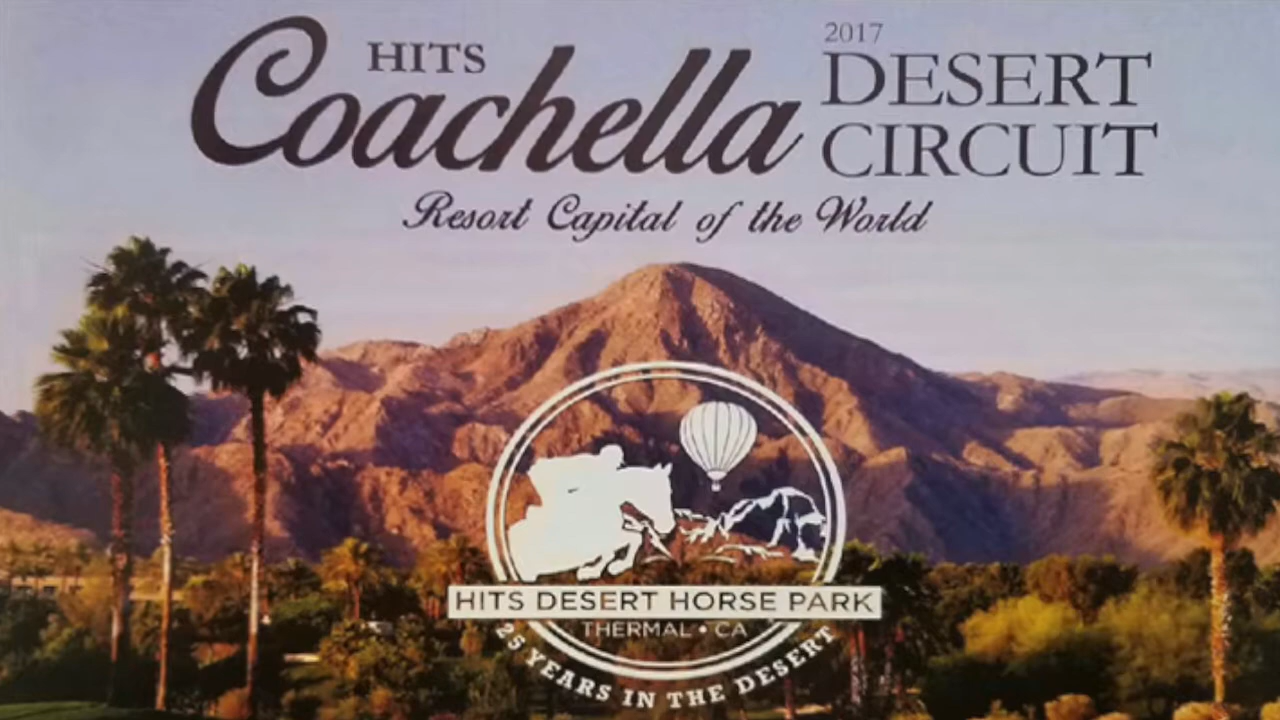 HITS
Coachella
2017
DESERT
CIRCUIT
Resort Capital of the World
HITS DESERT HORSE PARK
THERMAL • CA
25 YEARS IN THE DESERT